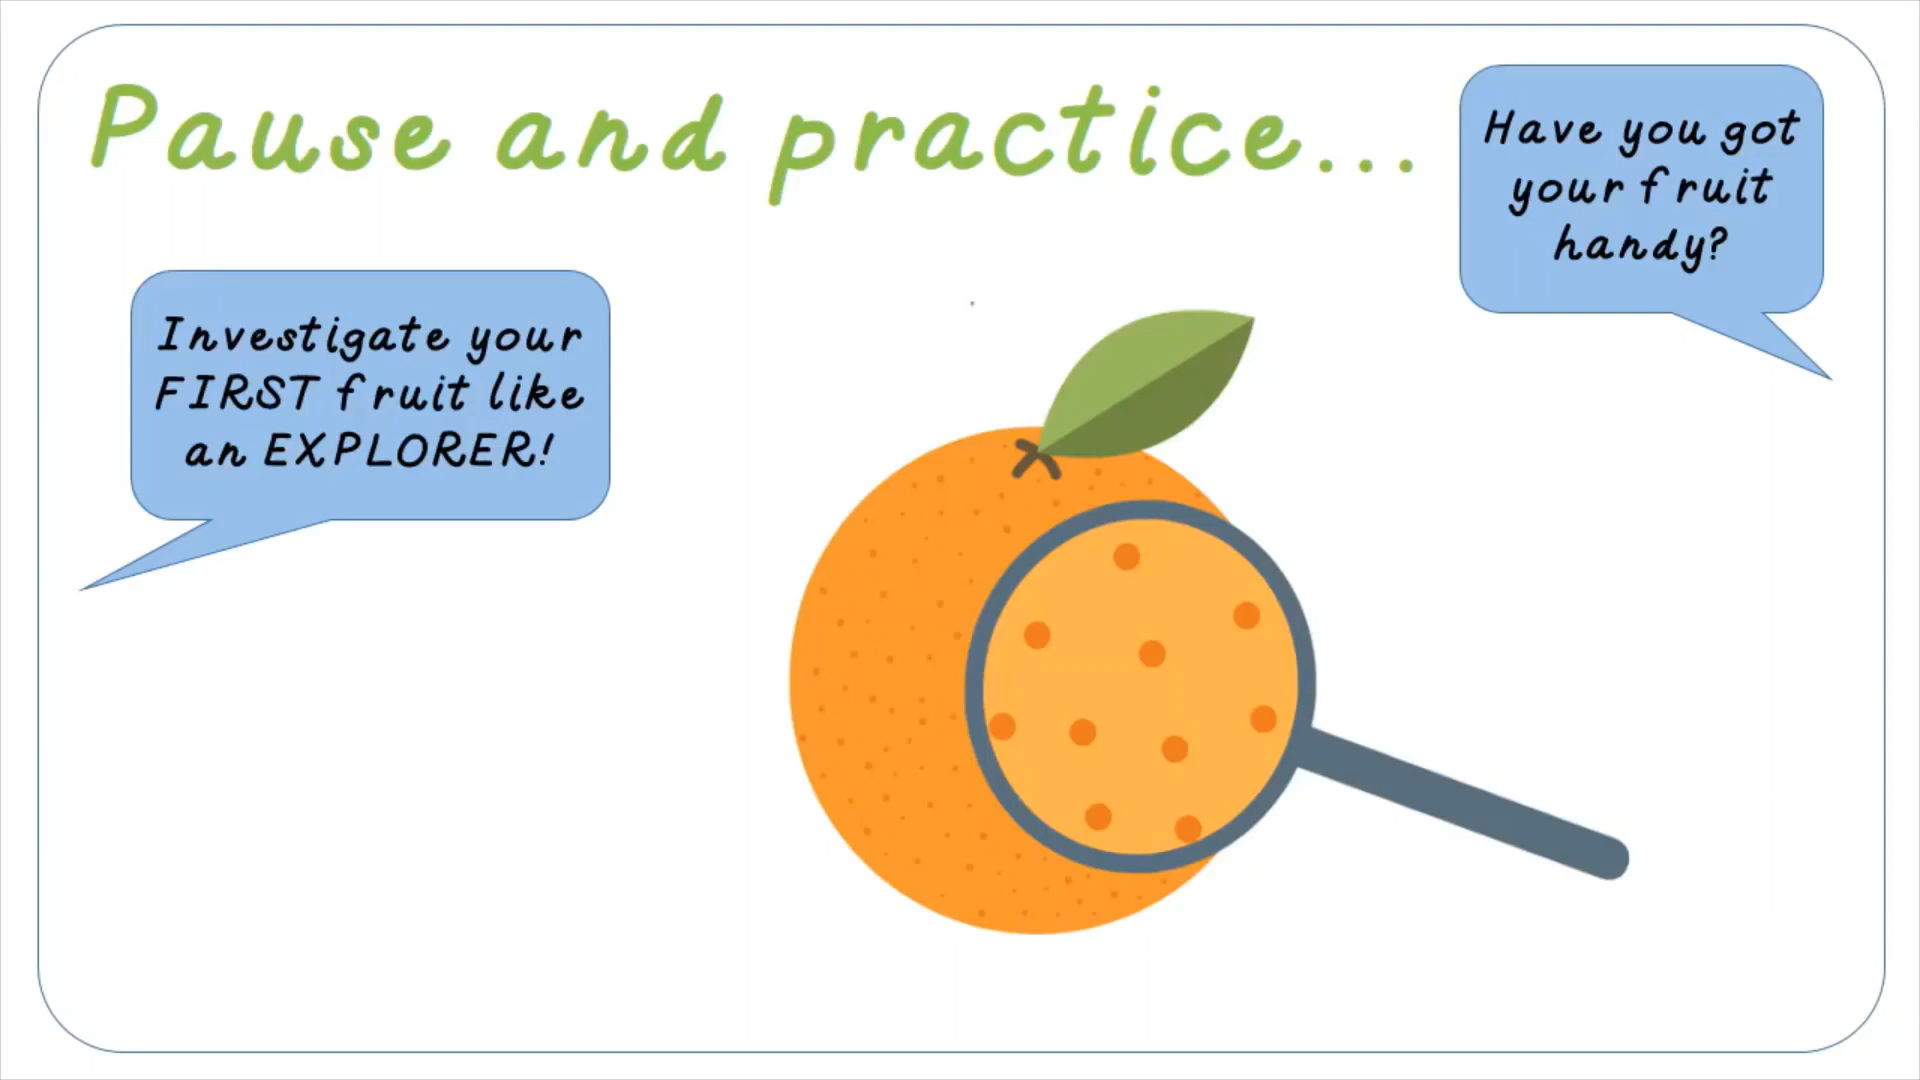 Pause and practice...
Have you got
your fruit
handy?
Investigate your
FIRST fruit like
an EXPLORER!